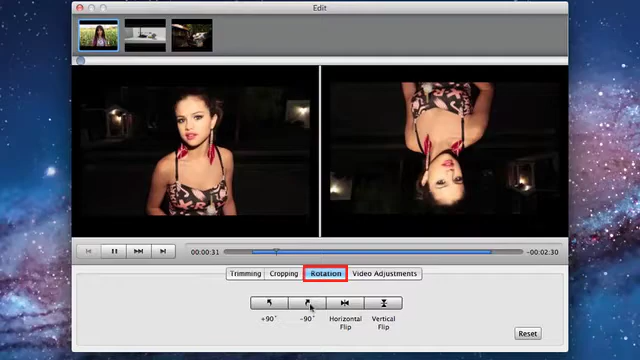 Edit
00:00:31
-00:02:30
Trimming Cropping Rotation Video Adjustments
+90° -90° Horizontal Flip Vertical Flip
Reset